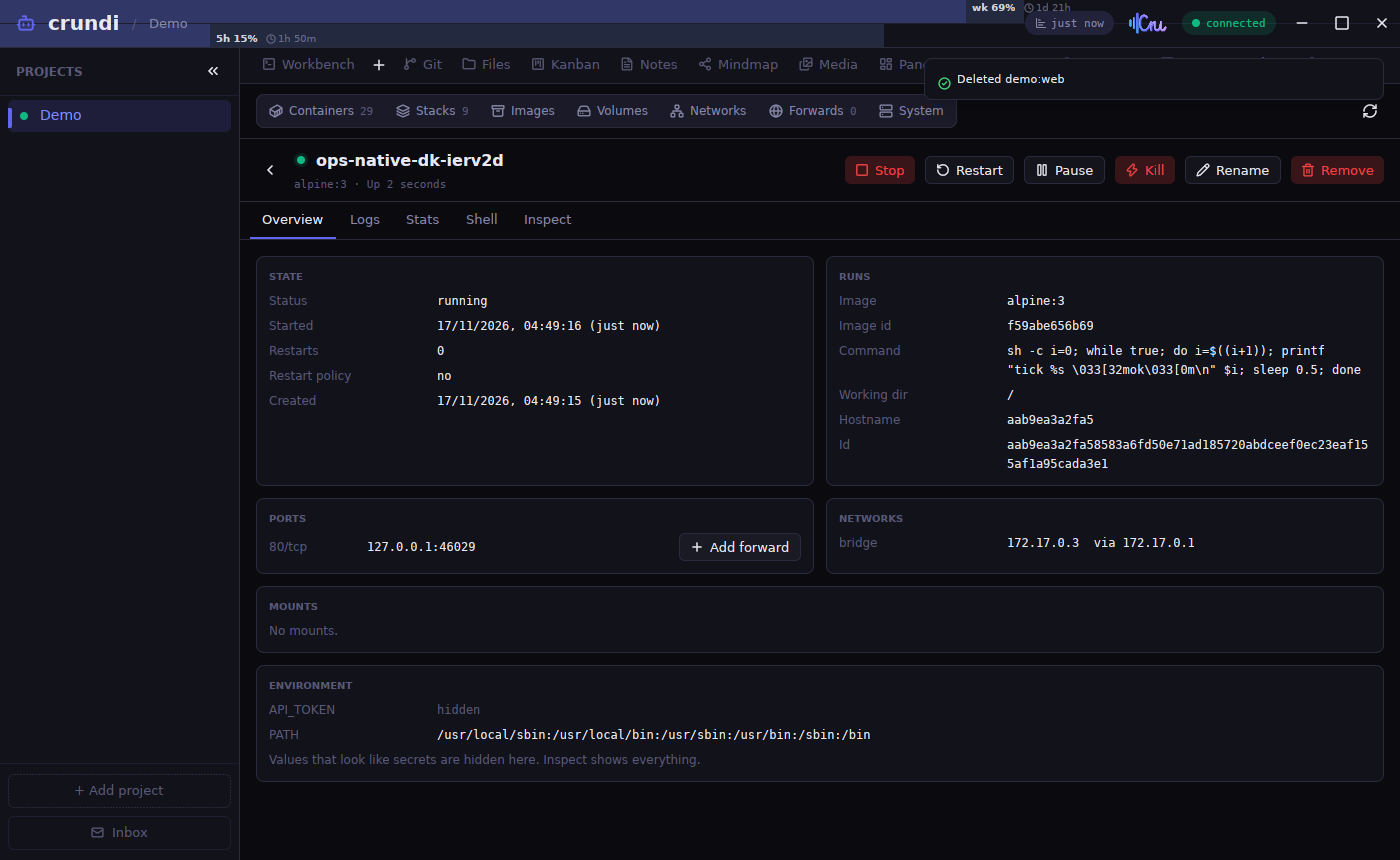 wk 69% 1d 21h
crundi / Demo
just now
Cru
connected
5h 15% 1h 50m
PROJECTS
Workbench
Git
Files
Kanban
Notes
Mindmap
Media
Deleted demo:web
Demo
Containers 29
Stacks 9
Images
Volumes
Networks
Forwards 0
System
ops-native-dk-ierv2d
alpine:3 · Up 2 seconds
Stop
Restart
Pause
Kill
Rename
Remove
Overview
Logs
Stats
Shell
Inspect
STATE
Status running
Started 17/11/2026, 04:49:16 (just now)
Restarts 0
Restart policy no
Created 17/11/2026, 04:49:15 (just now)
RUNS
Image alpine:3
Image id f59abe656b69
Command sh -c i=0; while true; do i=$((i+1)); printf
"tick %s \033[32mok\033[0m\n" $i; sleep 0.5; done
Working dir /
Hostname aab9ea3a2fa5
Id aab9ea3a2fa58583a6fd50e71ad185720abdceef0ec23eaf15
5af1a95cada3e1
PORTS
80/tcp 127.0.0.1:46029
+ Add forward
NETWORKS
bridge 172.17.0.3 via 172.17.0.1
MOUNTS
No mounts.
ENVIRONMENT
API_TOKEN hidden
PATH /usr/local/sbin:/usr/local/bin:/usr/sbin:/usr/bin:/sbin:/bin
Values that look like secrets are hidden here. Inspect shows everything.
+ Add project
Inbox